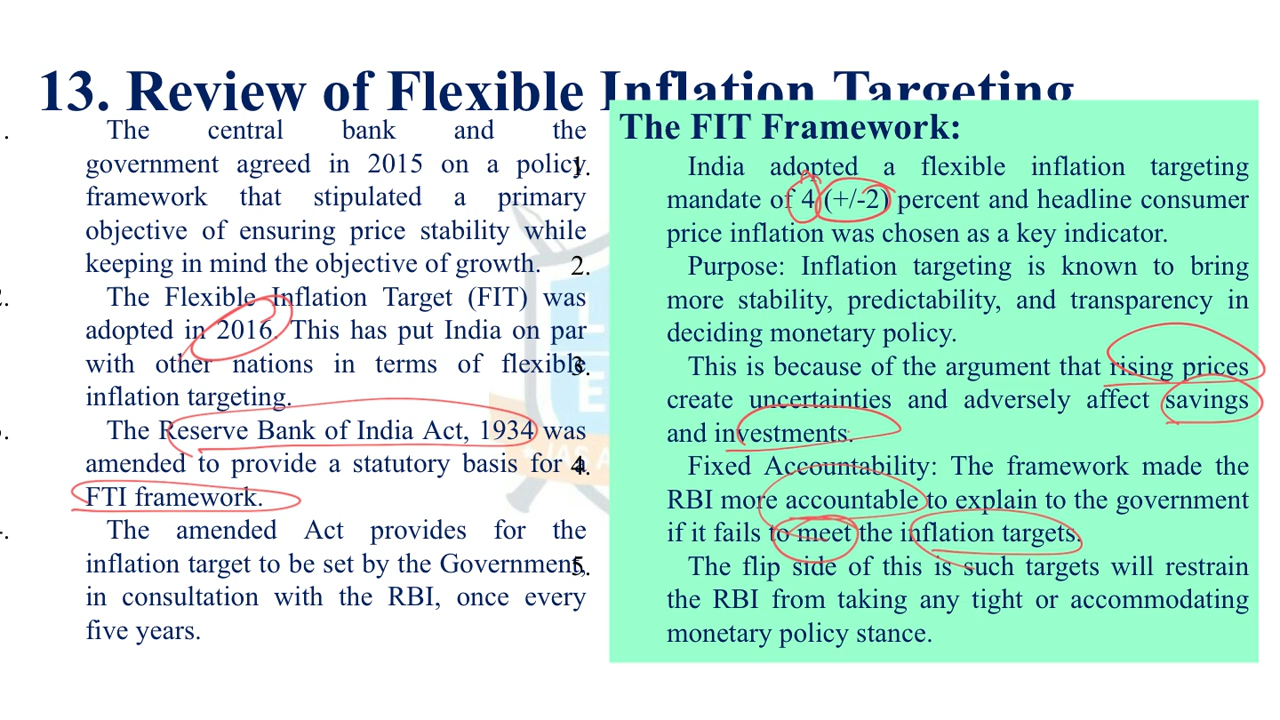 13. Review of Flexible Inflation Targeting
The central bank and the
government agreed in 2015 on a policy
framework that stipulated a primary
objective of ensuring price stability while
keeping in mind the objective of growth.
2.
The Flexible Inflation Target (FIT) was
adopted in 2016. This has put India on par
with other nations in terms of flexible
inflation targeting.
The Reserve Bank of India Act, 1934 was
amended to provide a statutory basis for a
FTI framework.
The amended Act provides for the
inflation target to be set by the Government,
in consultation with the RBI, once every
five years.
The FIT Framework:
1. India adopted a flexible inflation targeting
mandate of 4 (+/-2) percent and headline consumer
price inflation was chosen as a key indicator.
2. Purpose: Inflation targeting is known to bring
more stability, predictability, and transparency in
deciding monetary policy.
3. This is because of the argument that rising prices
create uncertainties and adversely affect savings
and investments.
4. Fixed Accountability: The framework made the
RBI more accountable to explain to the government
if it fails to meet the inflation targets.
5. The flip side of this is such targets will restrain
the RBI from taking any tight or accommodating
monetary policy stance.